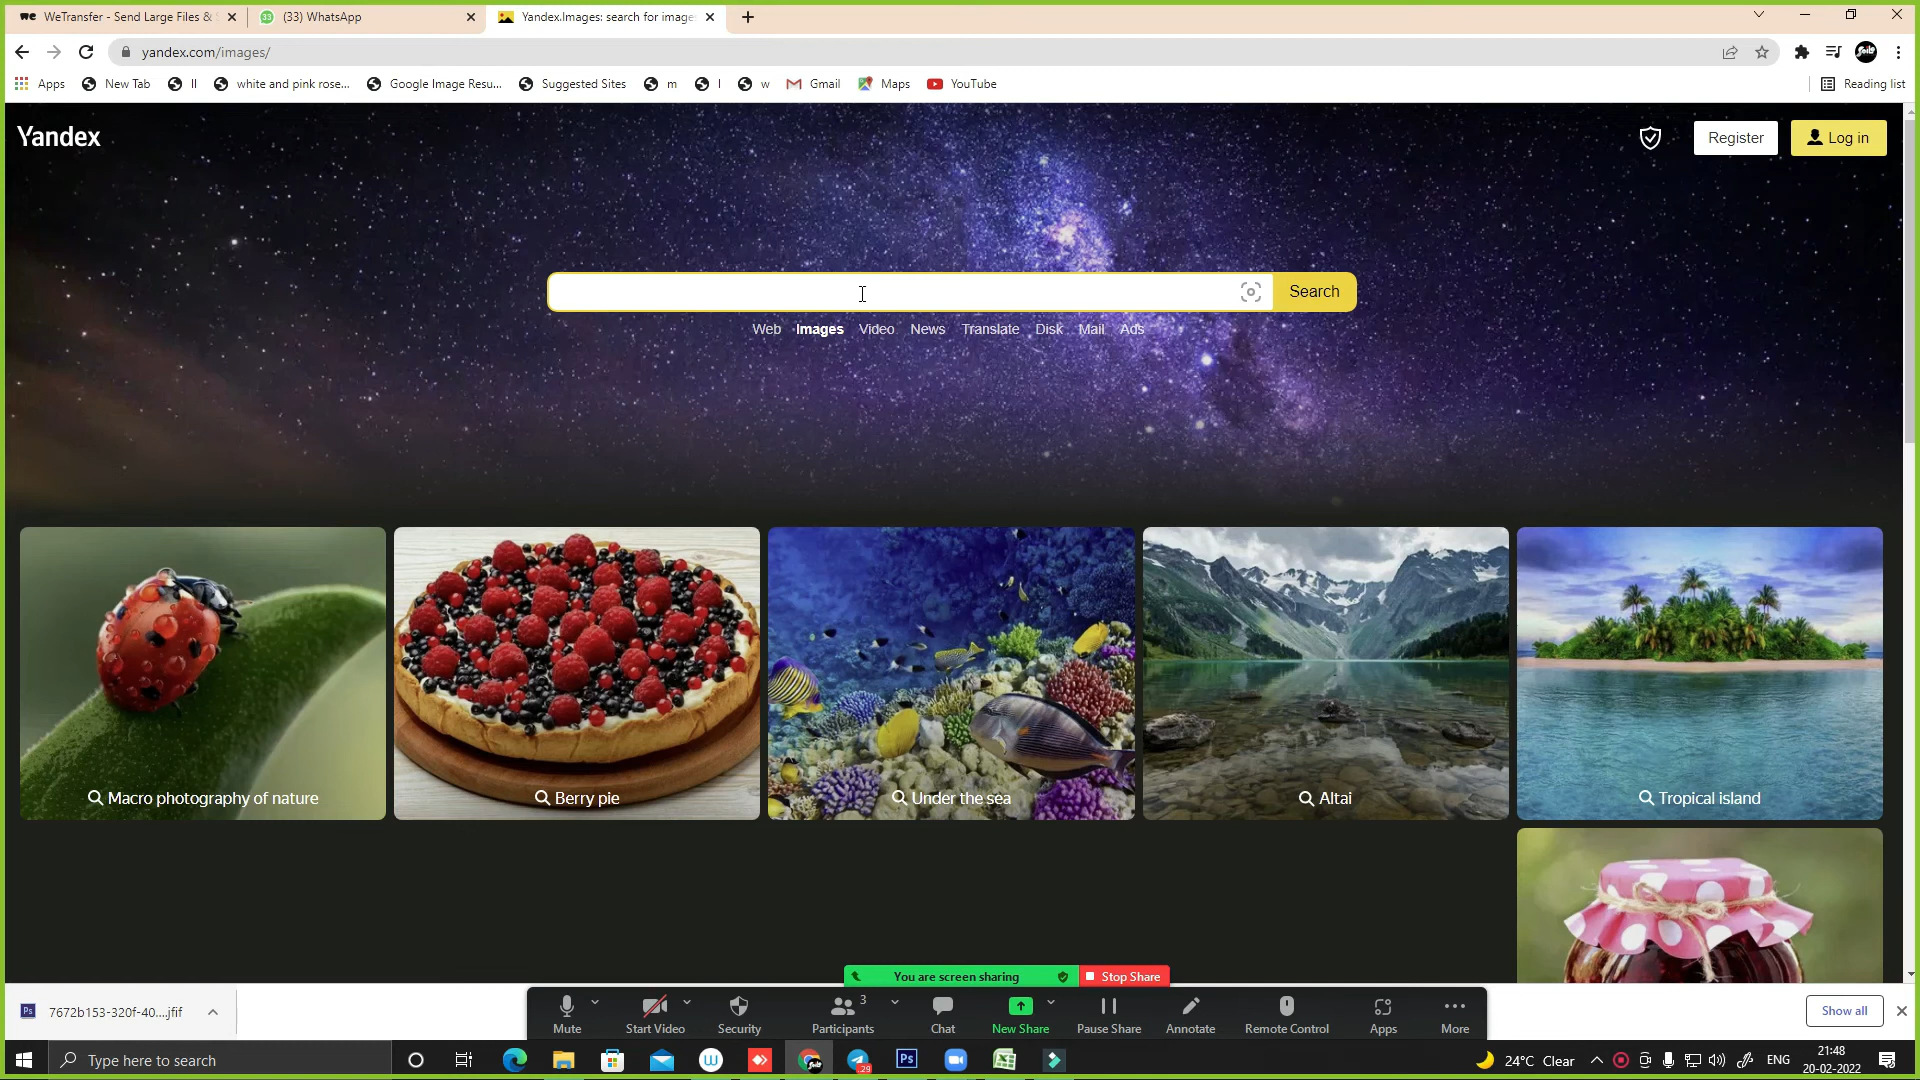 WeTransfer - Send Large Files &
(33) WhatsApp
Yandex.Images: search for image
yandex.com/images/
Apps
New Tab
ll
white and pink rose...
Google Image Resu...
Suggested Sites
m
l
w
Gmail
Maps
YouTube
Reading list
Yandex
Register
Log in
Search
Web
Images
Video
News
Translate
Disk
Mail
Ads
Macro photography of nature
Berry pie
Under the sea
Altai
Tropical island
You are screen sharing
Stop Share
7672b153-320f-40....jfif
Mute
Start Video
Security
Participants
3
Chat
New Share
Pause Share
Annotate
Remote Control
Apps
More
Show all
Type here to search
24°C Clear
ENG
21:48
20-02-2022